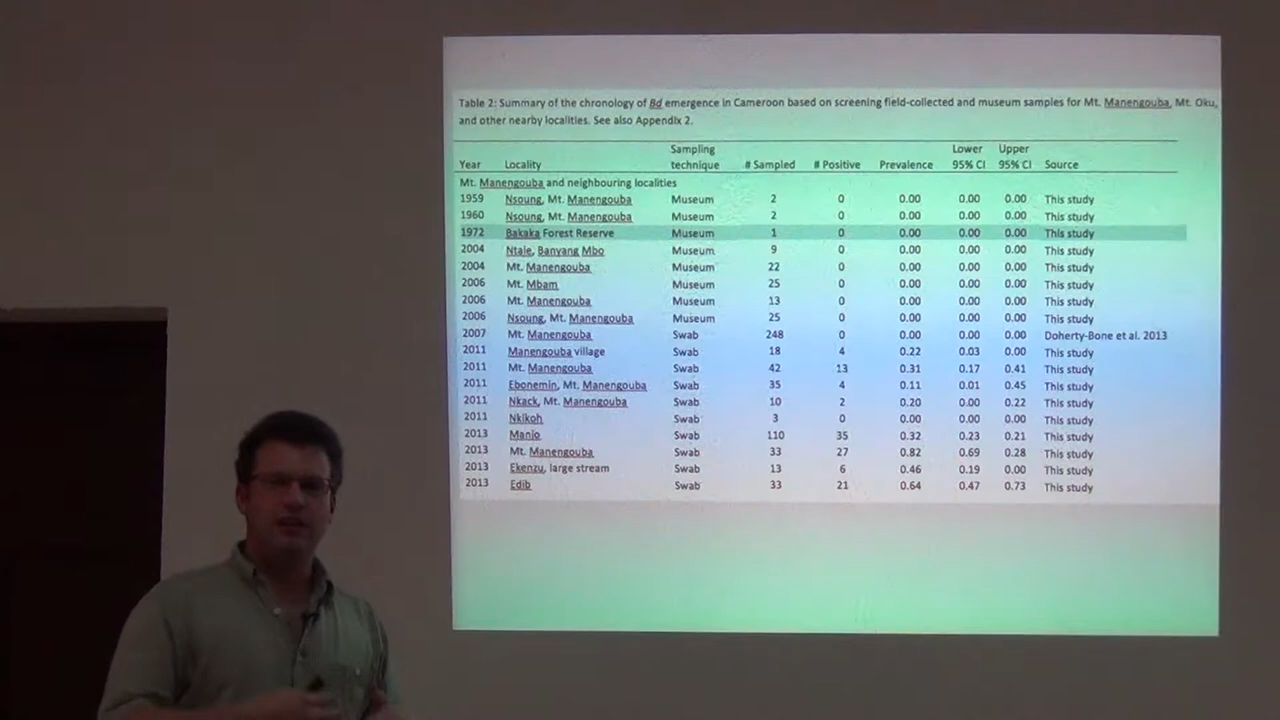 Table 2: Summary of the chronology of Bd emergence in Cameroon based on screening field-collected and museum samples for Mt. Manengouba, Mt. Oku,
and other nearby localities. See also Appendix 2.
Year Locality Sampling technique # Sampled # Positive Prevalence Lower 95% CI Upper 95% CI Source
Mt. Manengouba and neighbouring localities
1959 Nsoung, Mt. Manengouba Museum 2 0 0.00 0.00 0.00 This study
1960 Nsoung, Mt. Manengouba Museum 2 0 0.00 0.00 0.00 This study
1972 Bakaka Forest Reserve Museum 1 0 0.00 0.00 0.00 This study
2004 Ntale, Banyang Mbo Museum 9 0 0.00 0.00 0.00 This study
2004 Mt. Manengouba Museum 22 0 0.00 0.00 0.00 This study
2006 Mt. Mbam Museum 25 0 0.00 0.00 0.00 This study
2006 Mt. Manengouba Museum 13 0 0.00 0.00 0.00 This study
2006 Nsoung, Mt. Manengouba Museum 25 0 0.00 0.00 0.00 This study
2007 Mt. Manengouba Swab 248 0 0.00 0.00 0.00 Doherty-Bone et al. 2013
2011 Manengouba village Swab 18 4 0.22 0.03 0.00 This study
2011 Mt. Manengouba Swab 42 13 0.31 0.17 0.41 This study
2011 Ebonemin, Mt. Manengouba Swab 35 4 0.11 0.01 0.45 This study
2011 Nkack, Mt. Manengouba Swab 10 2 0.20 0.00 0.22 This study
2011 Nkikoh Swab 3 0 0.00 0.00 0.00 This study
2013 Manjo Swab 110 35 0.32 0.23 0.21 This study
2013 Mt. Manengouba Swab 33 27 0.82 0.69 0.28 This study
2013 Ekenzu, large stream Swab 13 6 0.46 0.19 0.00 This study
2013 Edib Swab 33 21 0.64 0.47 0.73 This study